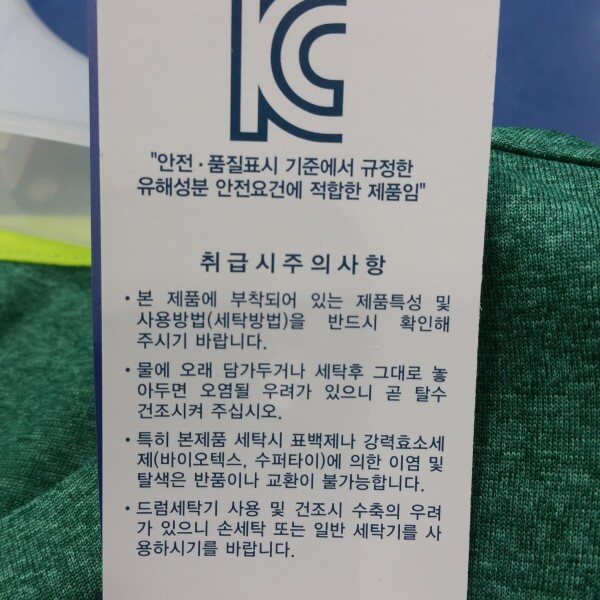 KC
"안전·품질표시 기준에서 규정한
유해성분 안전요건에 적합한 제품임"
취급시주의사항
· 본 제품에 부착되어 있는 제품특성 및
사용방법(세탁방법)을 반드시 확인해
주시기 바랍니다.
· 물에 오래 담가두거나 세탁후 그대로 놓
아두면 오염될 우려가 있으니 곧 탈수
건조시켜 주십시오.
· 특히 본제품 세탁시 표백제나 강력효소세
제(바이오텍스, 수퍼타이)에 의한 이염 및
탈색은 반품이나 교환이 불가능합니다.
· 드럼세탁기 사용 및 건조시 수축의 우려
가 있으니 손세탁 또는 일반 세탁기를 사
용하시기를 바랍니다.